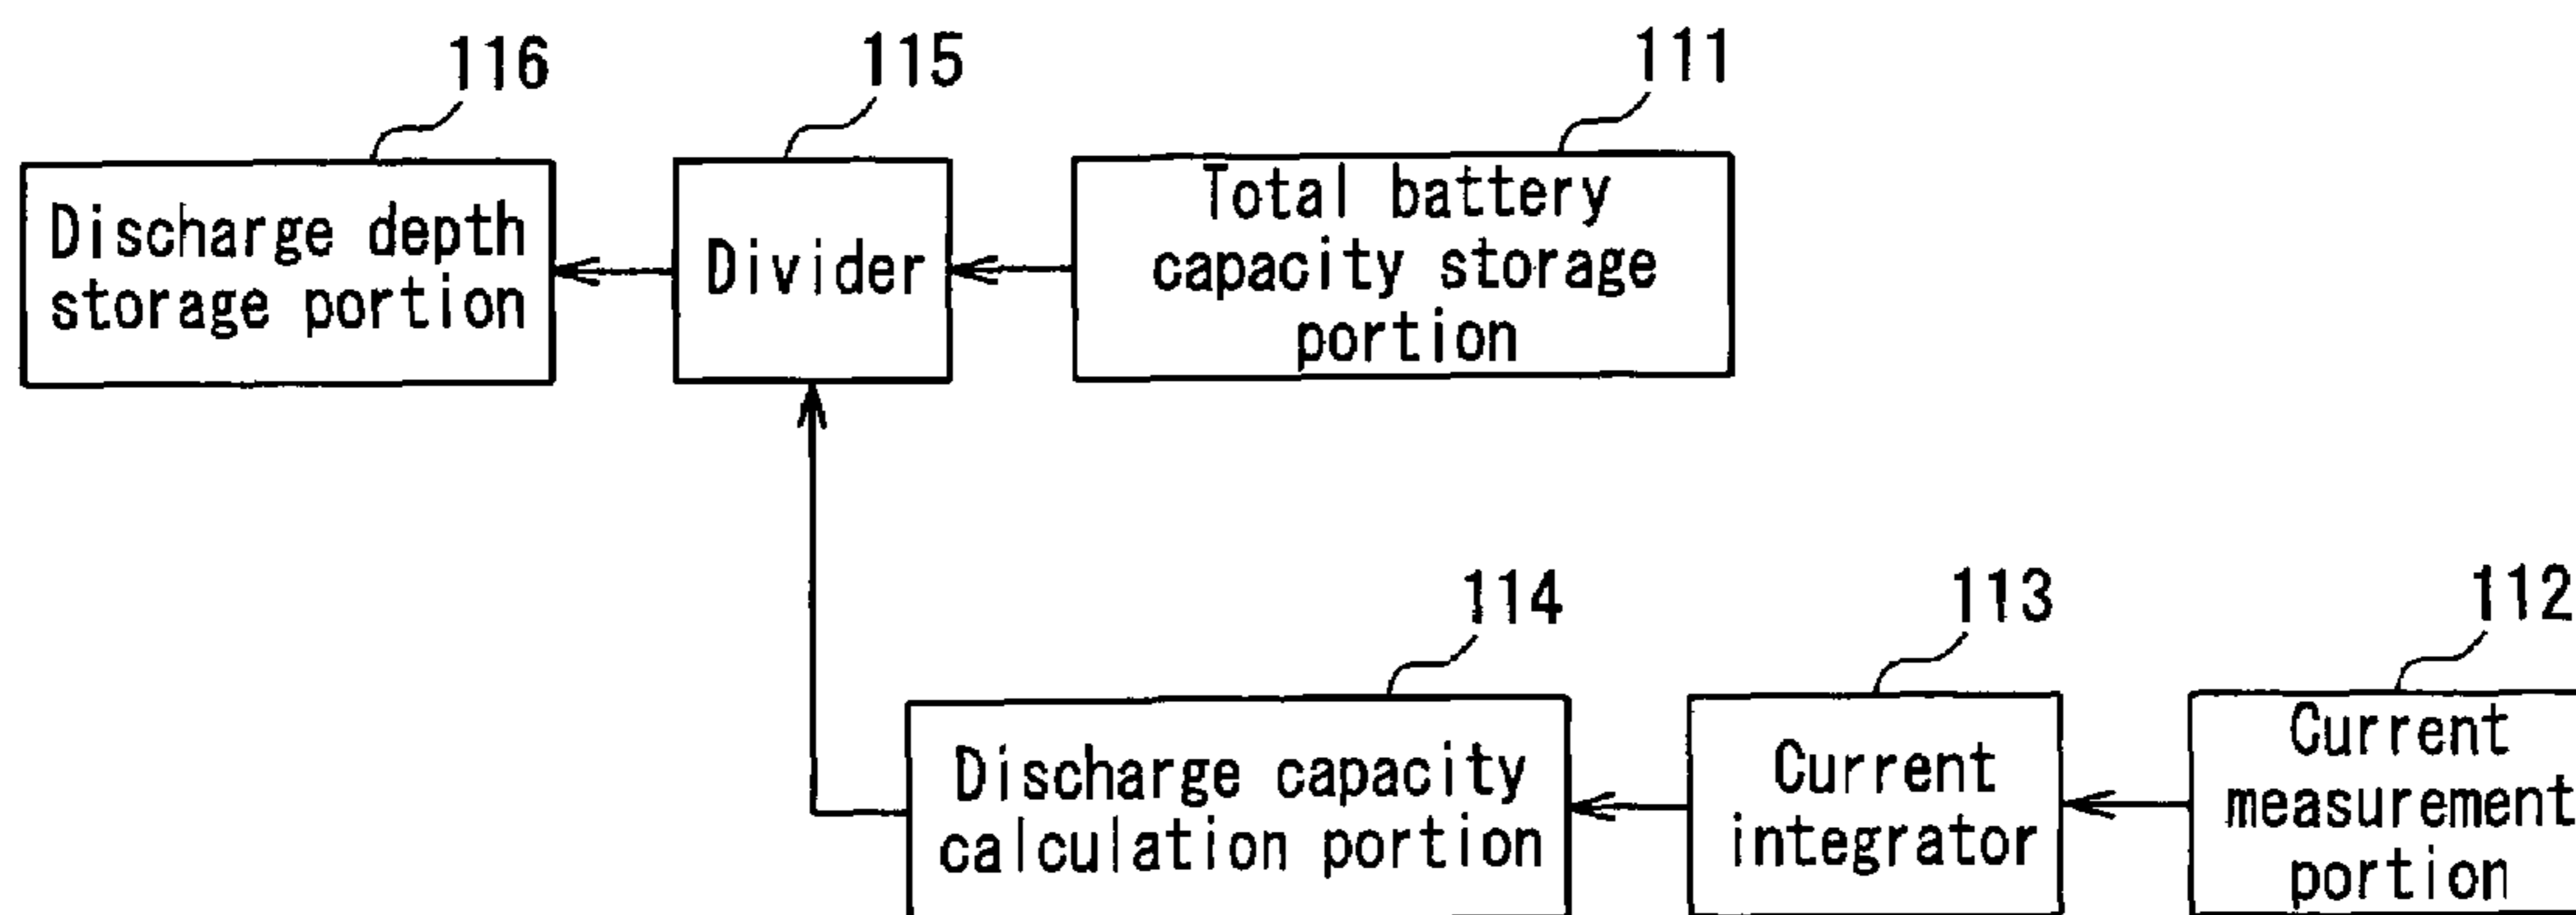 116
115
111
Discharge depth
storage portion
Divider
Total battery
capacity storage
portion
114
113
112
Discharge capacity
calculation portion
Current
integrator
Current
measurement
portion